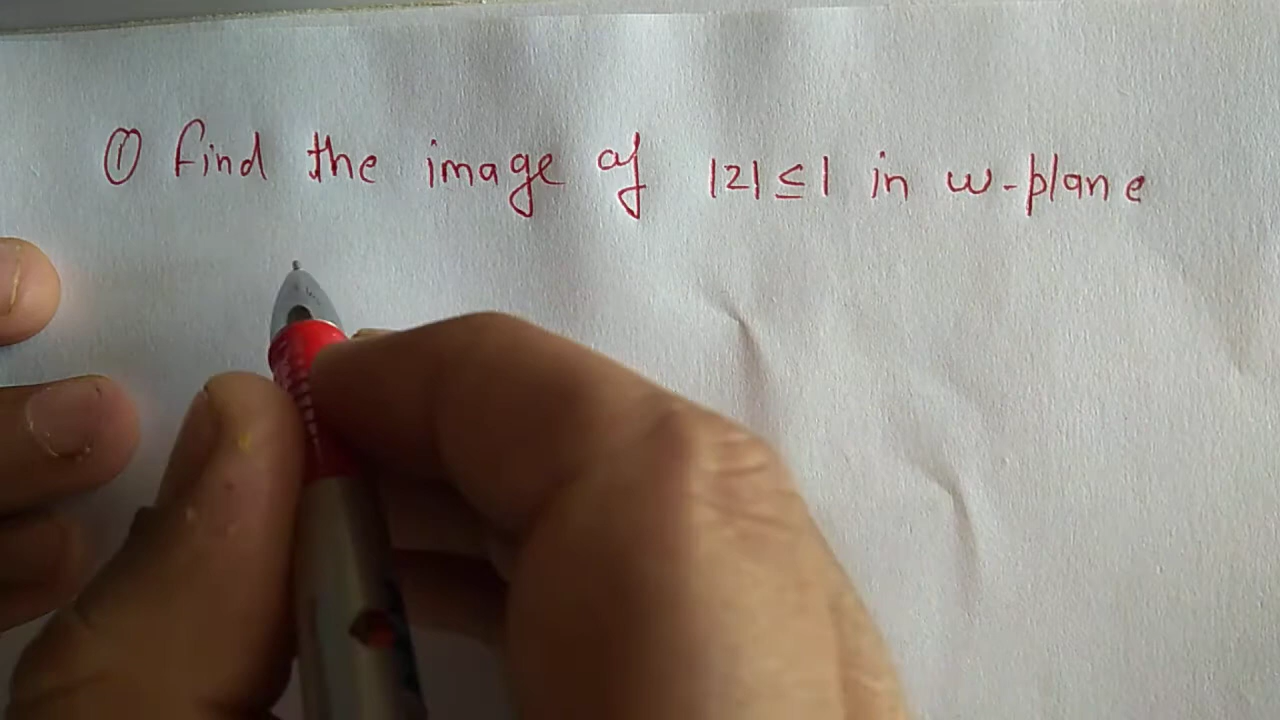 ① Find the image of |z| ≤ 1 in w-plane